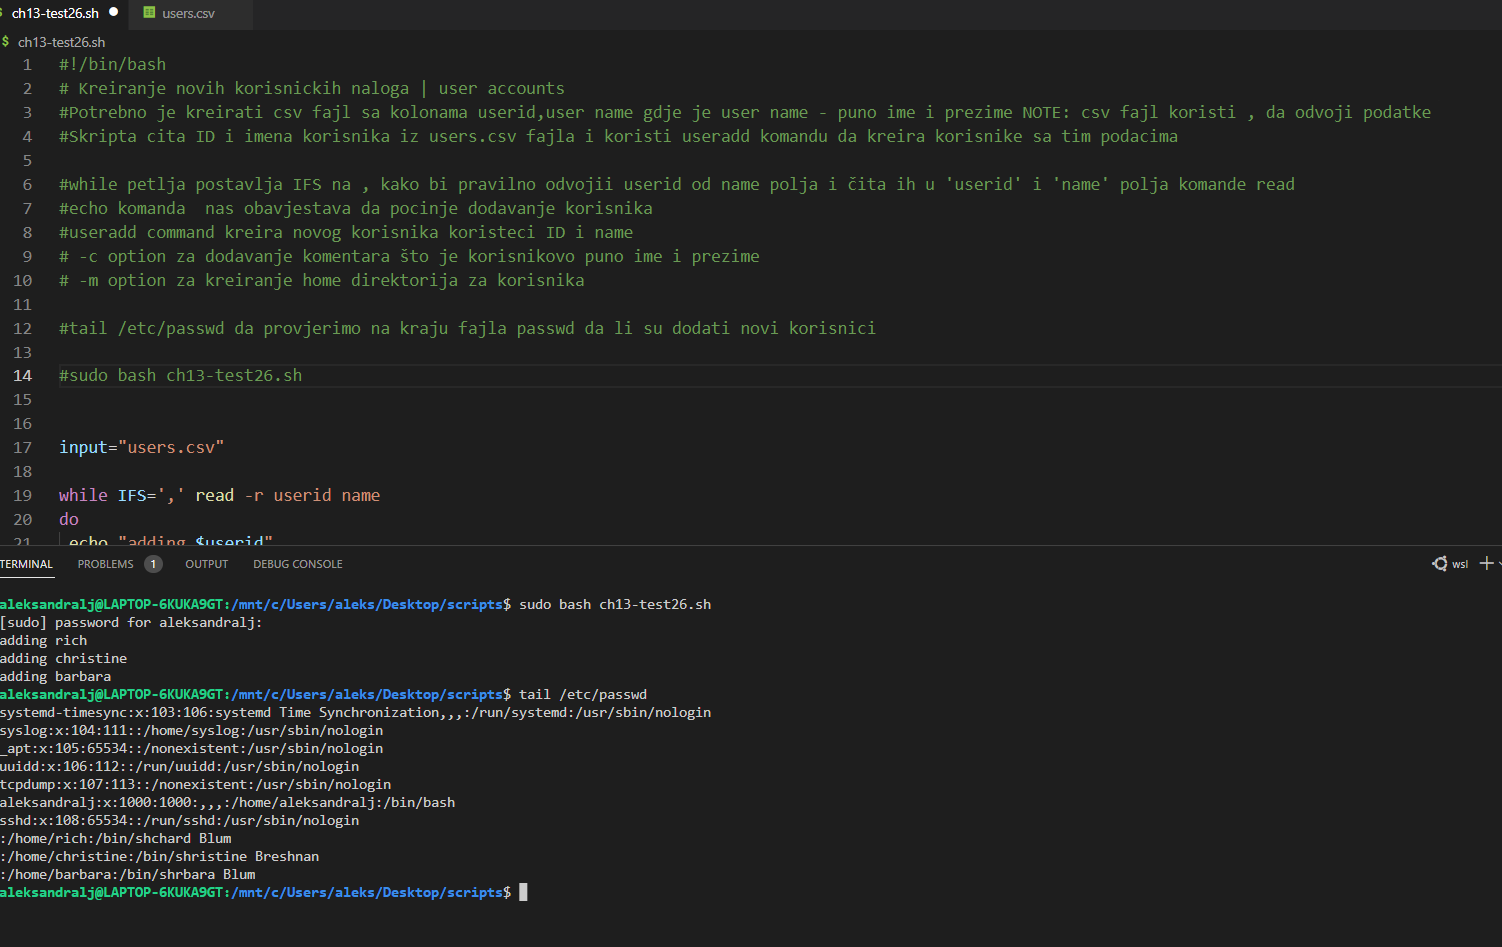 ch13-test26.sh users.csv
$ ch13-test26.sh
1 #!/bin/bash
2 # Kreiranje novih korisnickih naloga | user accounts
3 #Potrebno je kreirati csv fajl sa kolonama userid,user name gdje je user name - puno ime i prezime NOTE: csv fajl koristi , da odvoji podatke
4 #Skripta cita ID i imena korisnika iz users.csv fajla i koristi useradd komandu da kreira korisnike sa tim podacima
5
6 #while petlja postavlja IFS na , kako bi pravilno odvojii userid od name polja i čita ih u 'userid' i 'name' polja komande read
7 #echo komanda  nas obavjestava da pocinje dodavanje korisnika
8 #useradd command kreira novog korisnika koristeci ID i name
9 # -c option za dodavanje komentara što je korisnikovo puno ime i prezime
10 # -m option za kreiranje home direktorija za korisnika
11
12 #tail /etc/passwd da provjerimo na kraju fajla passwd da li su dodati novi korisnici
13
14 #sudo bash ch13-test26.sh
15
16
17 input="users.csv"
18
19 while IFS=',' read -r userid name
20 do
21 echo "adding $userid"
TERMINAL PROBLEMS 1 OUTPUT DEBUG CONSOLE wsl
aleksandralj@LAPTOP-6KUKA9GT:/mnt/c/Users/aleks/Desktop/scripts$ sudo bash ch13-test26.sh
[sudo] password for aleksandralj:
adding rich
adding christine
adding barbara
aleksandralj@LAPTOP-6KUKA9GT:/mnt/c/Users/aleks/Desktop/scripts$ tail /etc/passwd
systemd-timesync:x:103:106:systemd Time Synchronization,,,:/run/systemd:/usr/sbin/nologin
syslog:x:104:111::/home/syslog:/usr/sbin/nologin
_apt:x:105:65534::/nonexistent:/usr/sbin/nologin
uuidd:x:106:112::/run/uuidd:/usr/sbin/nologin
tcpdump:x:107:113::/nonexistent:/usr/sbin/nologin
aleksandralj:x:1000:1000:,,,:/home/aleksandralj:/bin/bash
sshd:x:108:65534::/run/sshd:/usr/sbin/nologin
:/home/rich:/bin/shchard Blum
:/home/christine:/bin/shristine Breshnan
:/home/barbara:/bin/shrbara Blum
aleksandralj@LAPTOP-6KUKA9GT:/mnt/c/Users/aleks/Desktop/scripts$